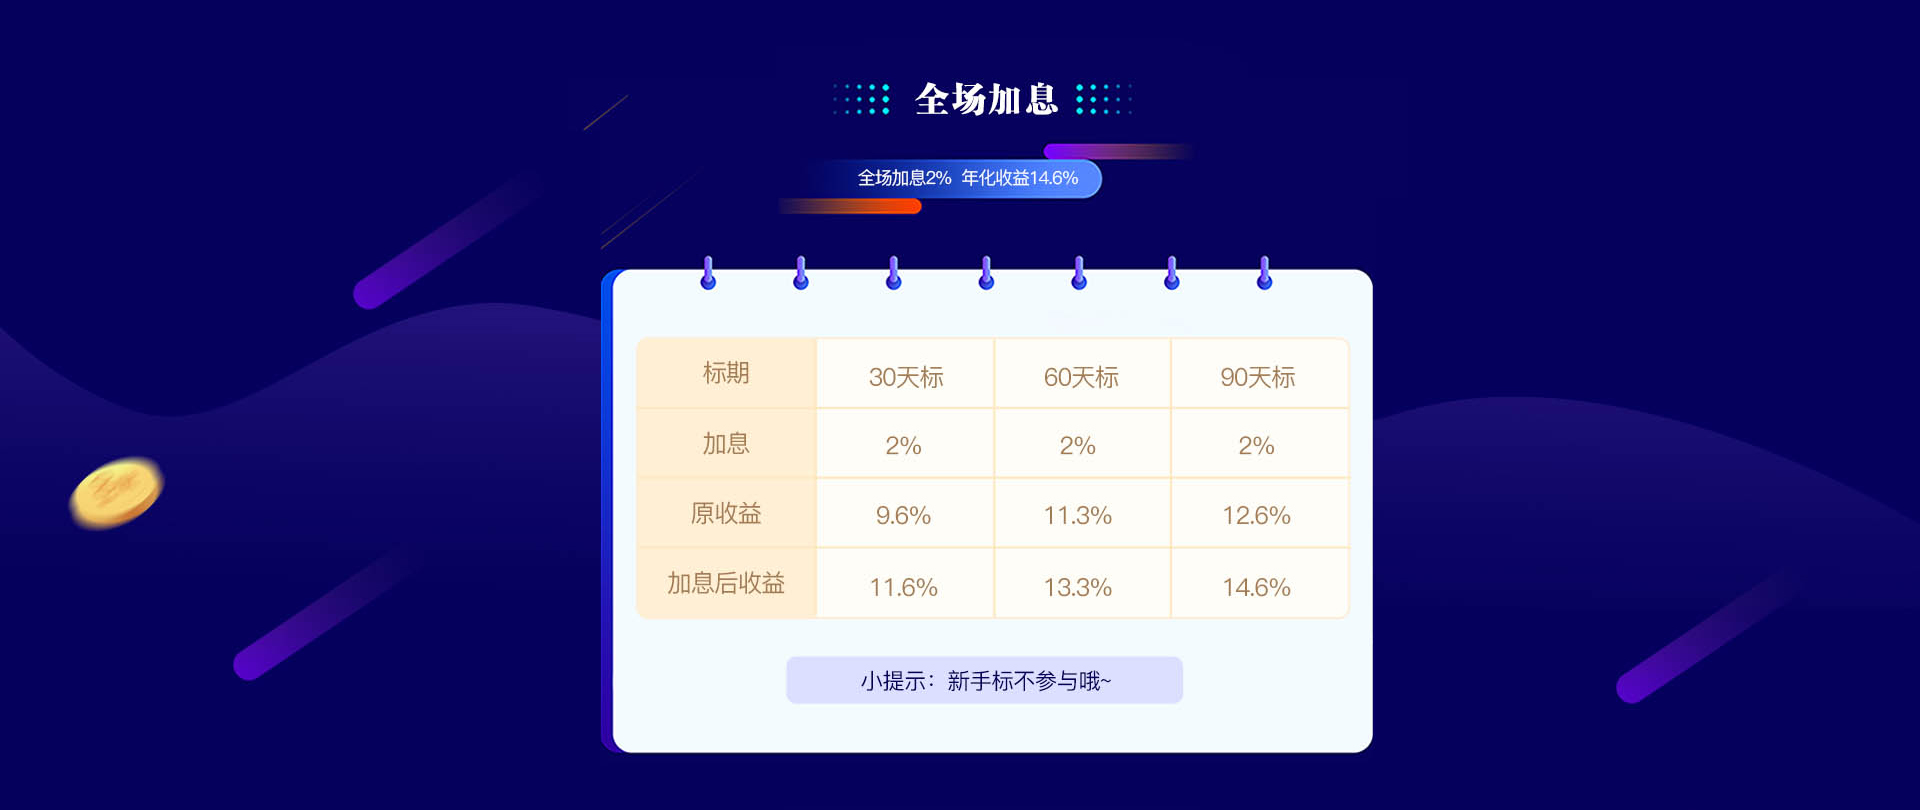 全场加息
全场加息2% 年化收益14.6%
标期 30天标 60天标 90天标
加息 2% 2% 2%
原收益 9.6% 11.3% 12.6%
加息后收益 11.6% 13.3% 14.6%
小提示：新手标不参与哦~